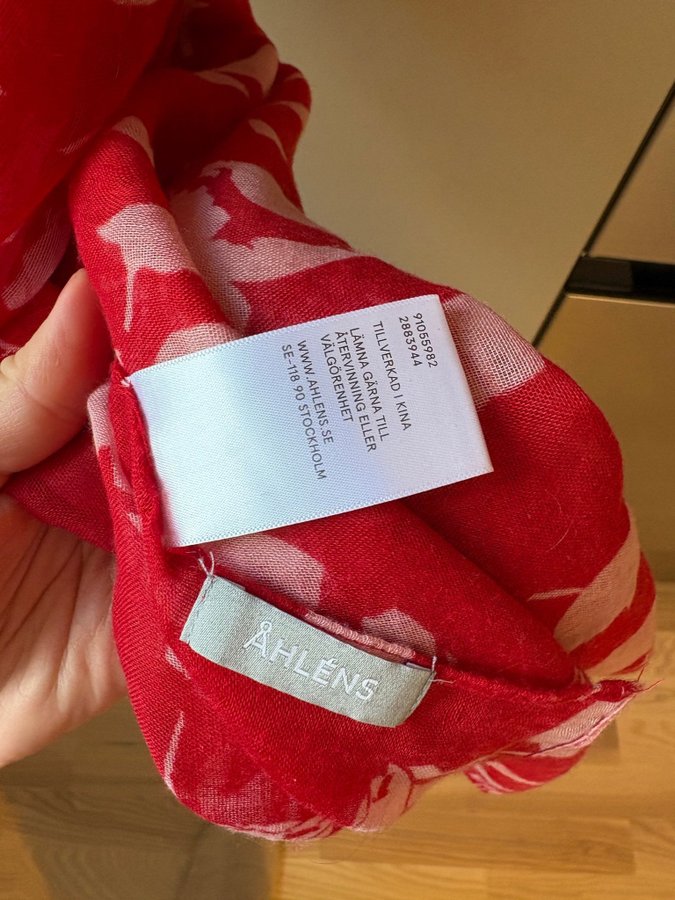 91055982
2883944
TILLVERKAD I KINA
LÄMNA GÄRNA TILL
ÅTERVINNING ELLER
VÄLGÖRENHET
WWW.AHLENS.SE
SE-118 90 STOCKHOLM
ÅHLÉNS